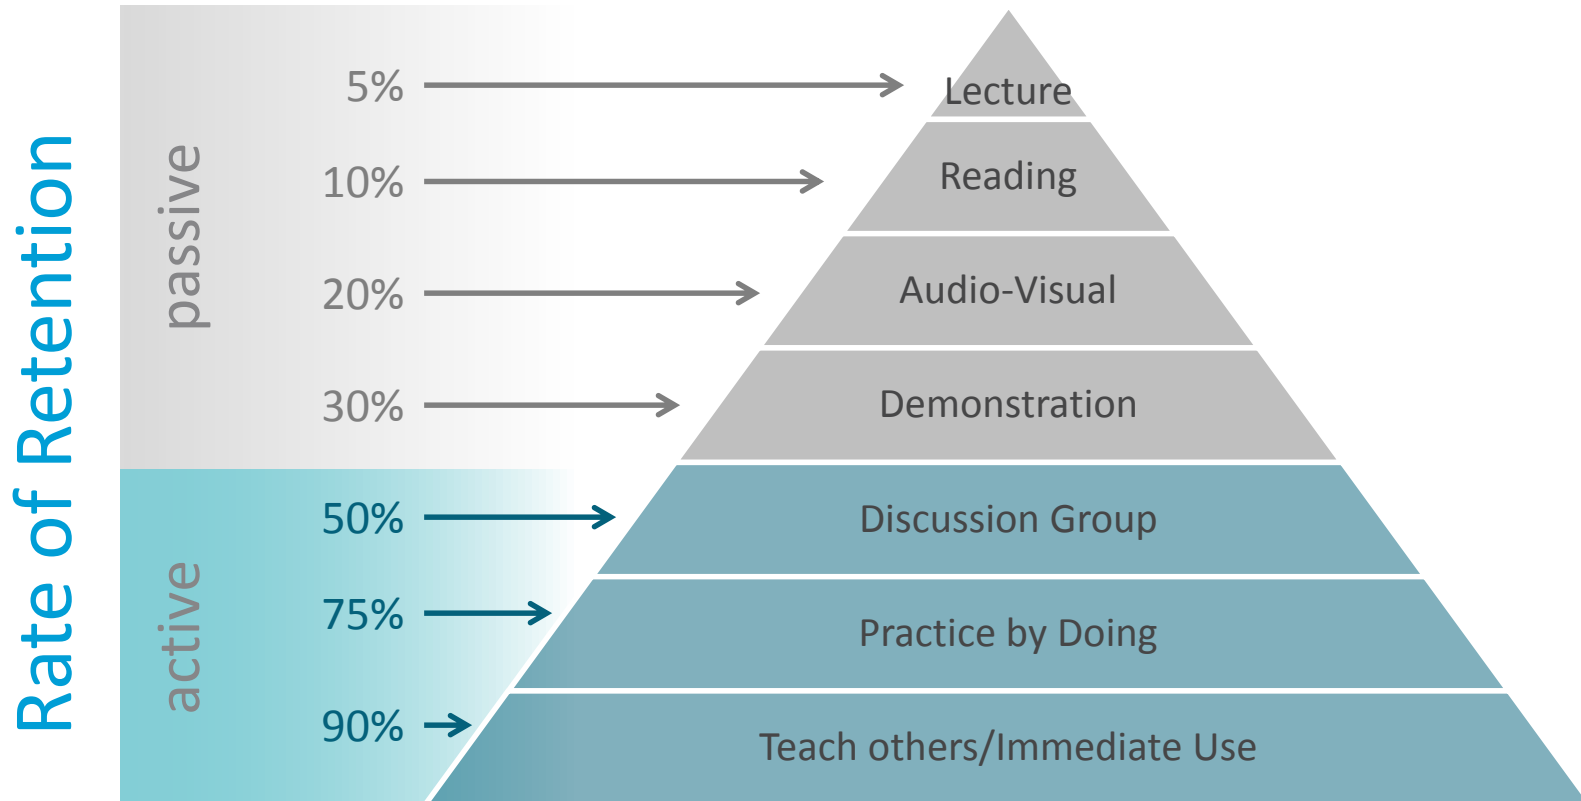 Rate of Retention
passive
5%
Lecture
10%
Reading
20%
Audio-Visual
30%
Demonstration
active
50%
Discussion Group
75%
Practice by Doing
90%
Teach others/Immediate Use